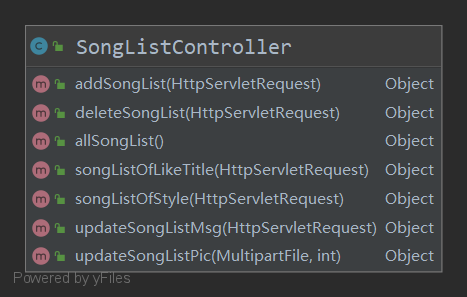 C SongListController
m addSongList(HttpServletRequest) Object
m deleteSongList(HttpServletRequest) Object
m allSongList() Object
m songListOfLikeTitle(HttpServletRequest) Object
m songListOfStyle(HttpServletRequest) Object
m updateSongListMsg(HttpServletRequest) Object
m updateSongListPic(MultipartFile, int) Object
Powered by yFiles